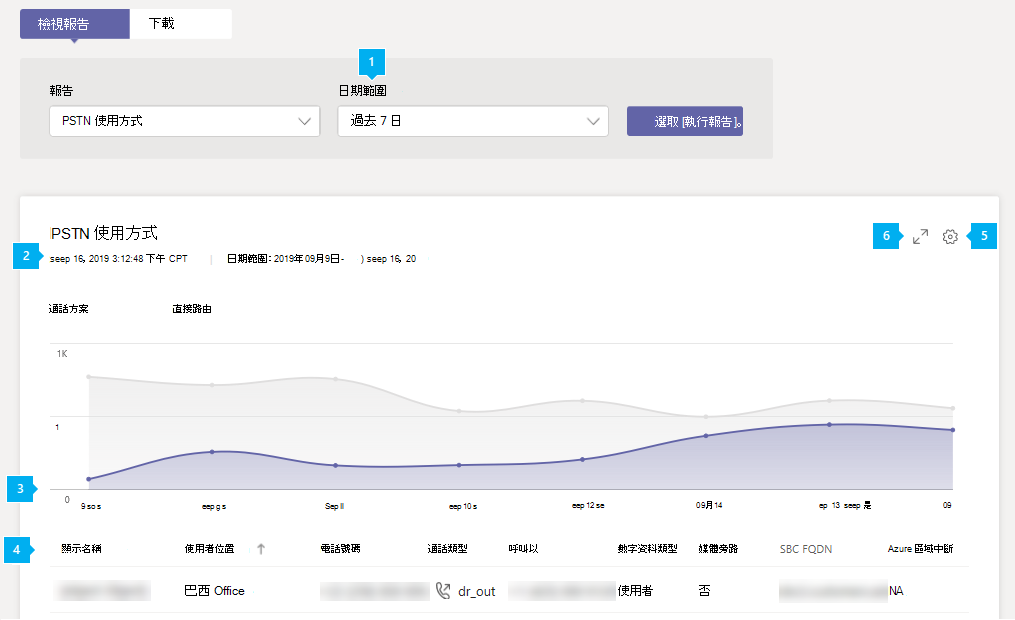 檢視報告 下載
1
報告 日期範圍
PSTN 使用方式 過去 7 日 選取 [執行報告]。
PSTN 使用方式
6 5
2 seep 16, 2019 3:12:48 下午 CPT | 日期範圍: 2019年 09月9日- ) seep 16, 20
通話方案 直接路由
1K
1
3
0
9 so s eep g s Sep II eep 10 s eep 12 se 09月14 ep 13 seep 是 09
4 顯示名稱 使用者位置 ↑ 電話號碼 通話類型 呼叫以 數字資料類型 媒體旁路 SBC FQDN Azure 區域中斷
巴西 Office dr_out 使用者 否 NA